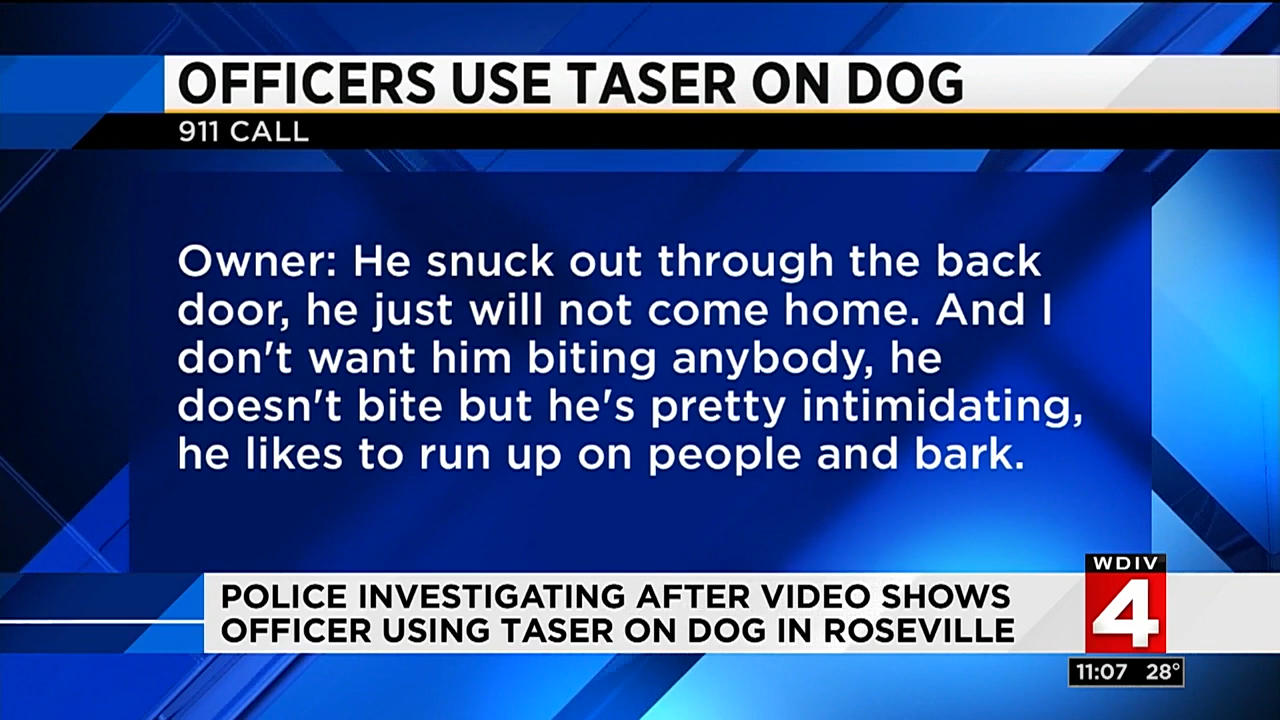 OFFICERS USE TASER ON DOG
911 CALL
Owner: He snuck out through the back
door, he just will not come home. And I
don't want him biting anybody, he
doesn't bite but he's pretty intimidating,
he likes to run up on people and bark.
POLICE INVESTIGATING AFTER VIDEO SHOWS
OFFICER USING TASER ON DOG IN ROSEVILLE
WDIV
4
11:07 28°